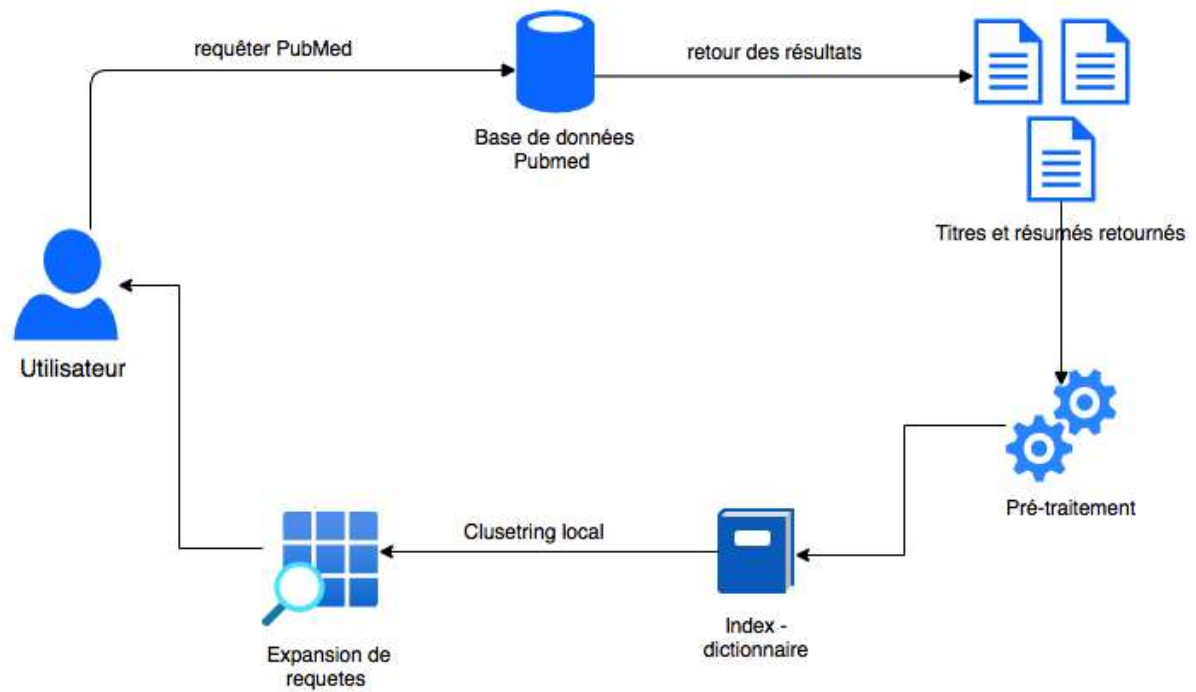 requêter PubMed
retour des résultats
Base de données
Pubmed
Titres et résumés retournés
Utilisateur
Pré-traitement
Clusetring local
Index -
dictionnaire
Expansion de
requetes